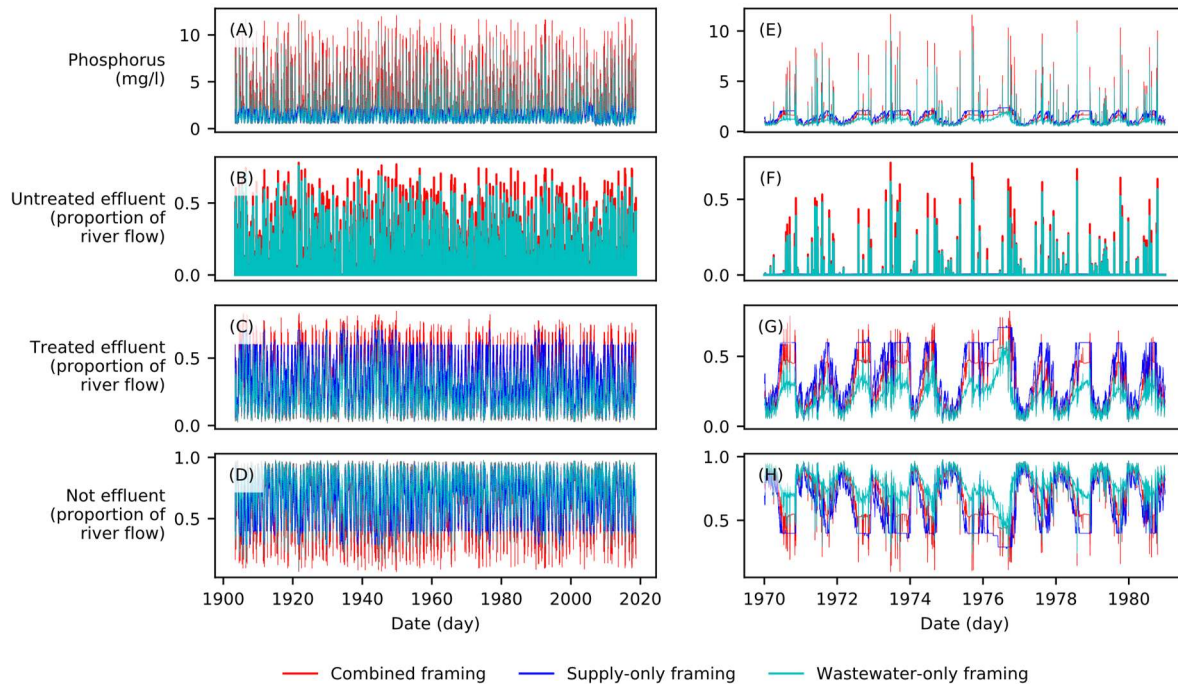 Phosphorus
(mg/l)
10
5
0
(A)
10
5
0
(E)
Untreated effluent
(proportion of
river flow)
0.5
0.0
(B)
0.5
0.0
(F)
Treated effluent
(proportion of
river flow)
0.5
0.0
(C)
0.5
0.0
(G)
Not effluent
(proportion of
river flow)
1.0
0.5
(D)
1.0
0.5
(H)
1900 1920 1940 1960 1980 2000 2020
Date (day)
1970 1972 1974 1976 1978 1980
Date (day)
Combined framing Supply-only framing Wastewater-only framing